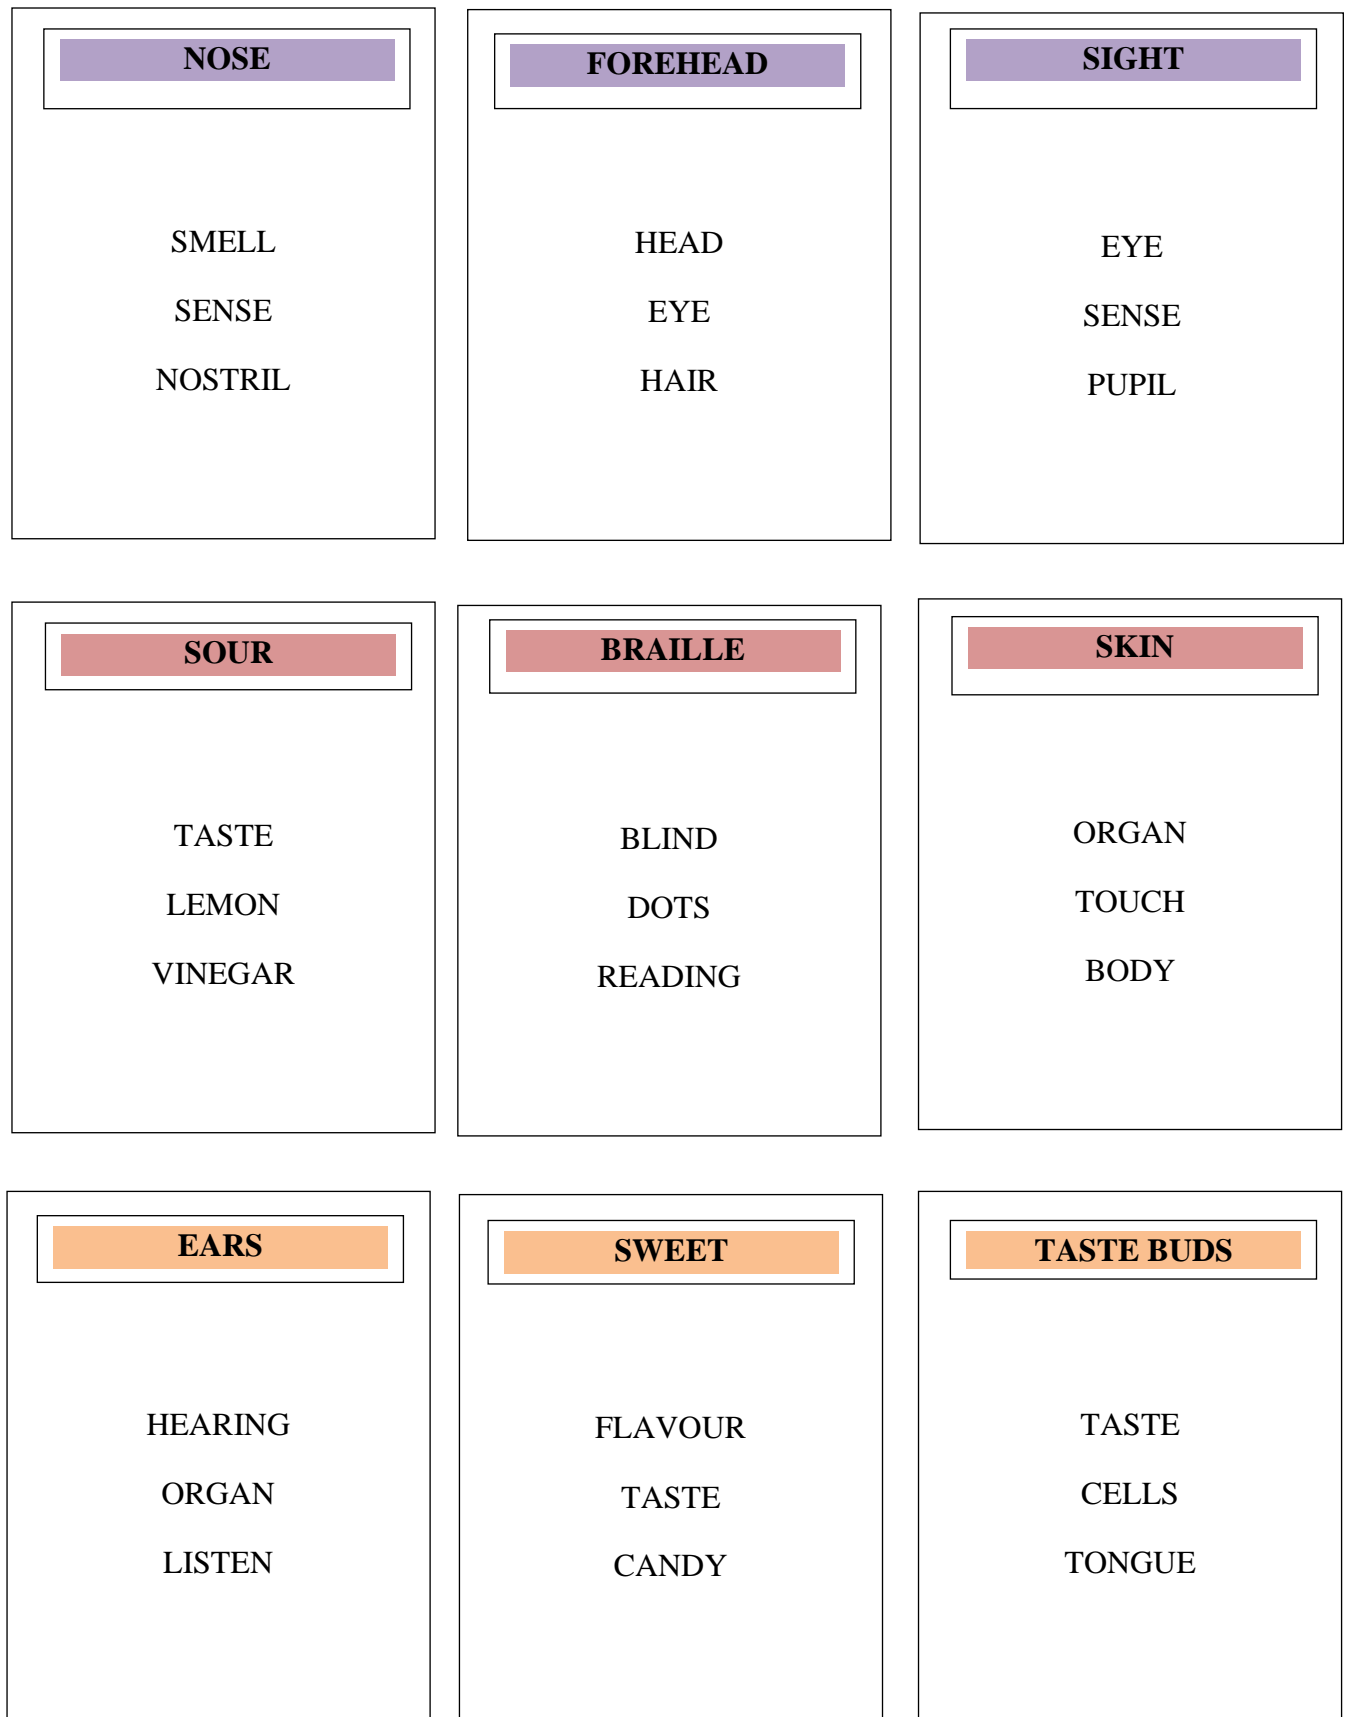 NOSE
SMELL
SENSE
NOSTRIL
FOREHEAD
HEAD
EYE
HAIR
SIGHT
EYE
SENSE
PUPIL
SOUR
TASTE
LEMON
VINEGAR
BRAILLE
BLIND
DOTS
READING
SKIN
ORGAN
TOUCH
BODY
EARS
HEARING
ORGAN
LISTEN
SWEET
FLAVOUR
TASTE
CANDY
TASTE BUDS
TASTE
CELLS
TONGUE